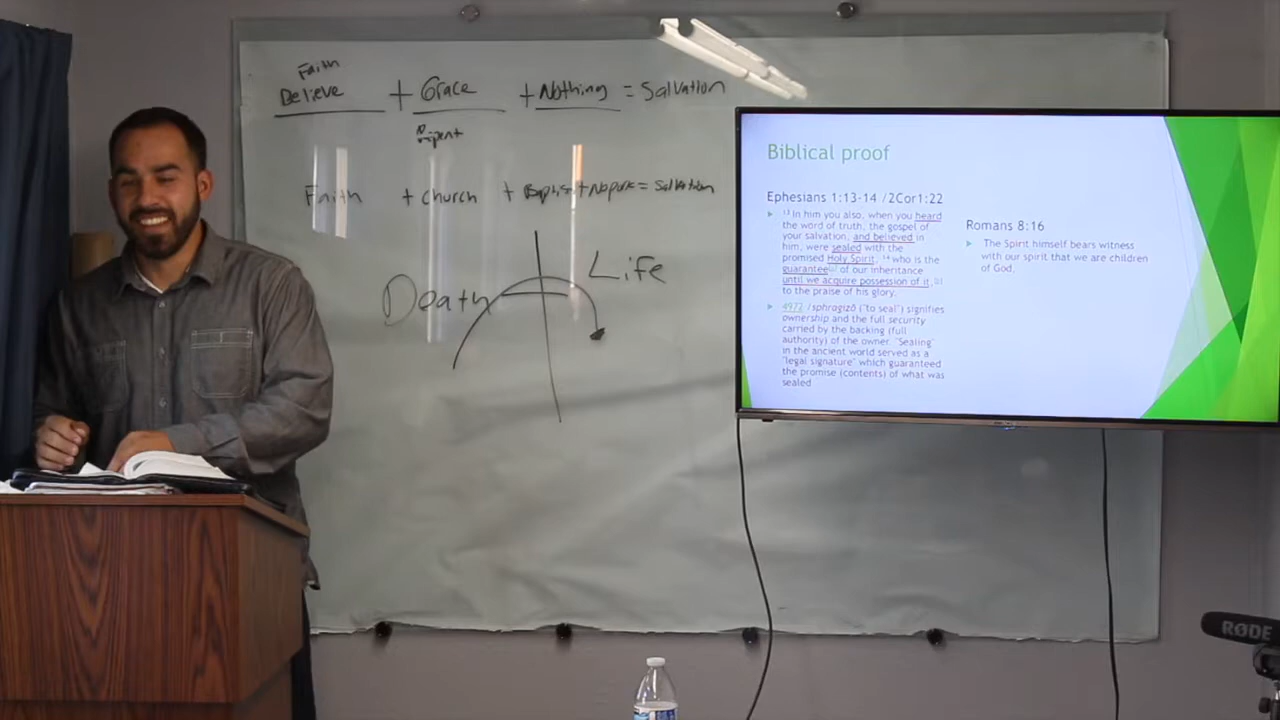 Faith
Believe + Grace + Nothing = Salvation
Repent
Faith + church + Baptist + No pork = Salvation
Death Life
Biblical proof
Ephesians 1:13-14 /2Cor1:22
13 In him you also, when you heard
the word of truth, the gospel of
your salvation, and believed in
him, were sealed with the
promised Holy Spirit, 14 who is the
guarantee of our inheritance
until we acquire possession of it,
to the praise of his glory.
4972 /sphragizō ("to seal") signifies
ownership and the full security
carried by the backing (full
authority) of the owner. "Sealing"
in the ancient world served as a
"legal signature" which guaranteed
the promise (contents) of what was
sealed
Romans 8:16
The Spirit himself bears witness
with our spirit that we are children
of God,
RØDE